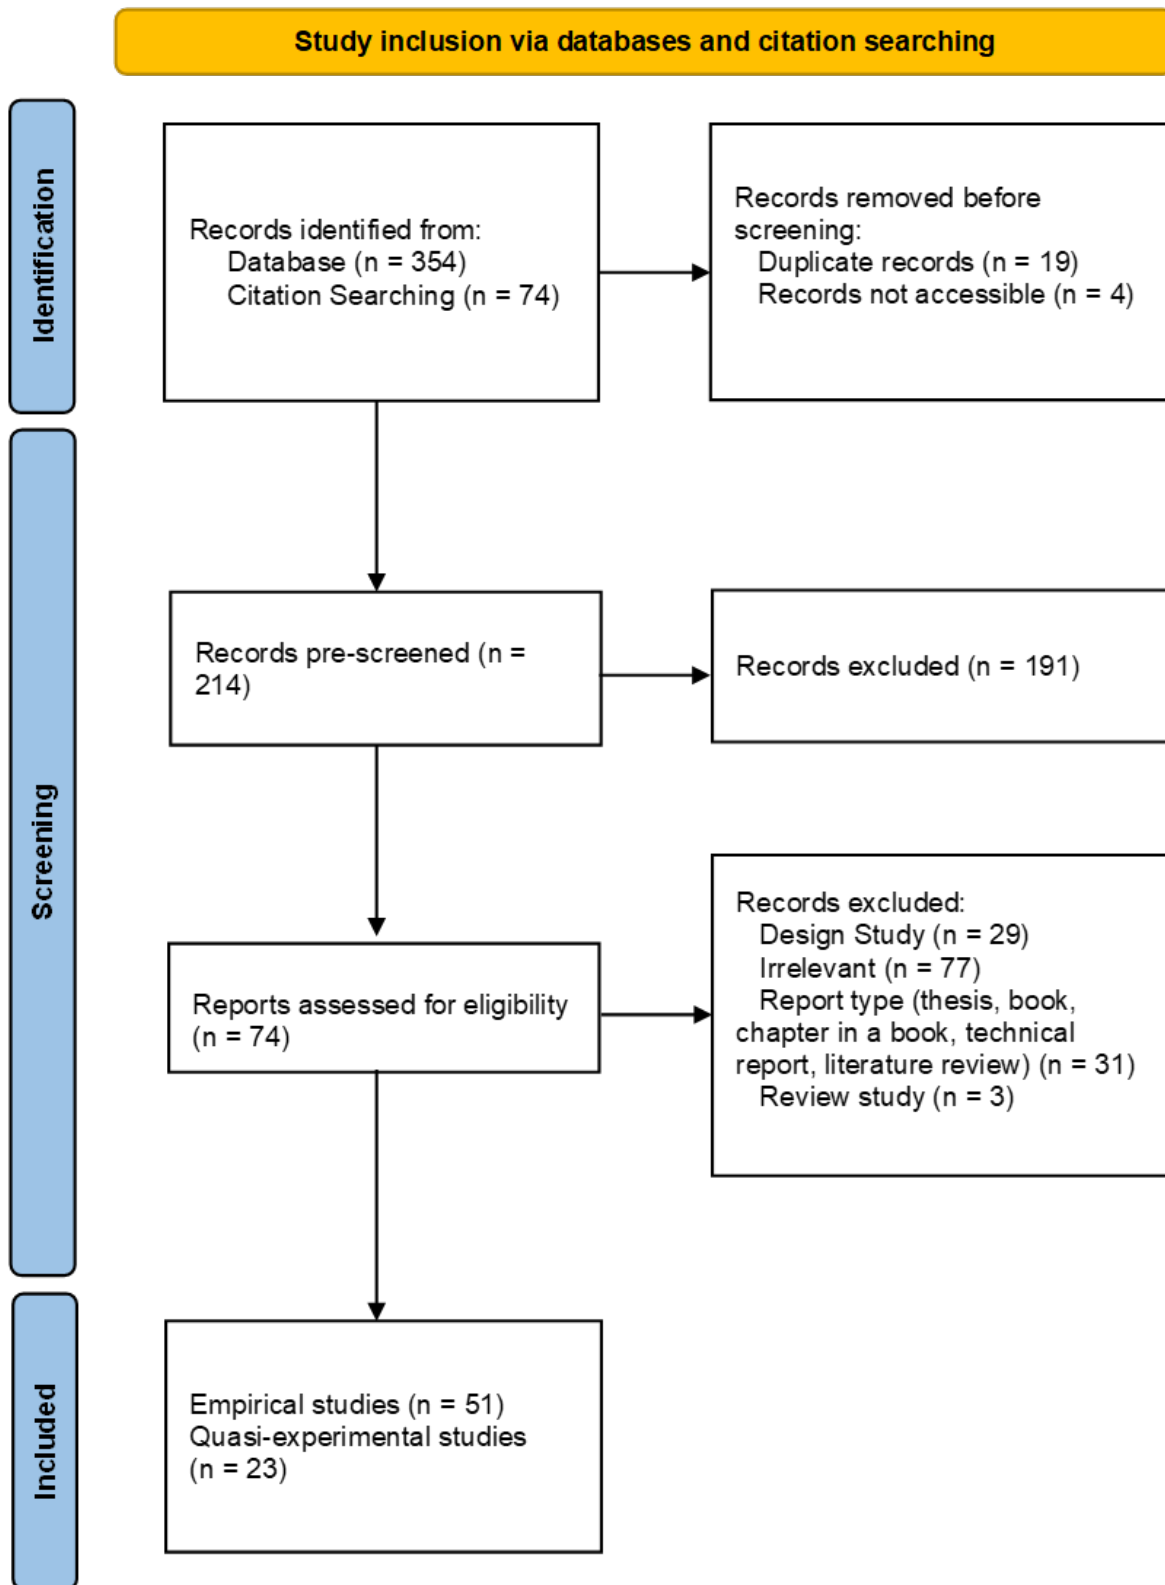 Study inclusion via databases and citation searching
Identification
Records identified from:
Database (n = 354)
Citation Searching (n = 74)
Records removed before
screening:
Duplicate records (n = 19)
Records not accessible (n = 4)
Screening
Records pre-screened (n =
214)
Records excluded (n = 191)
Reports assessed for eligibility
(n = 74)
Records excluded:
Design Study (n = 29)
Irrelevant (n = 77)
Report type (thesis, book,
chapter in a book, technical
report, literature review) (n = 31)
Review study (n = 3)
Included
Empirical studies (n = 51)
Quasi-experimental studies
(n = 23)